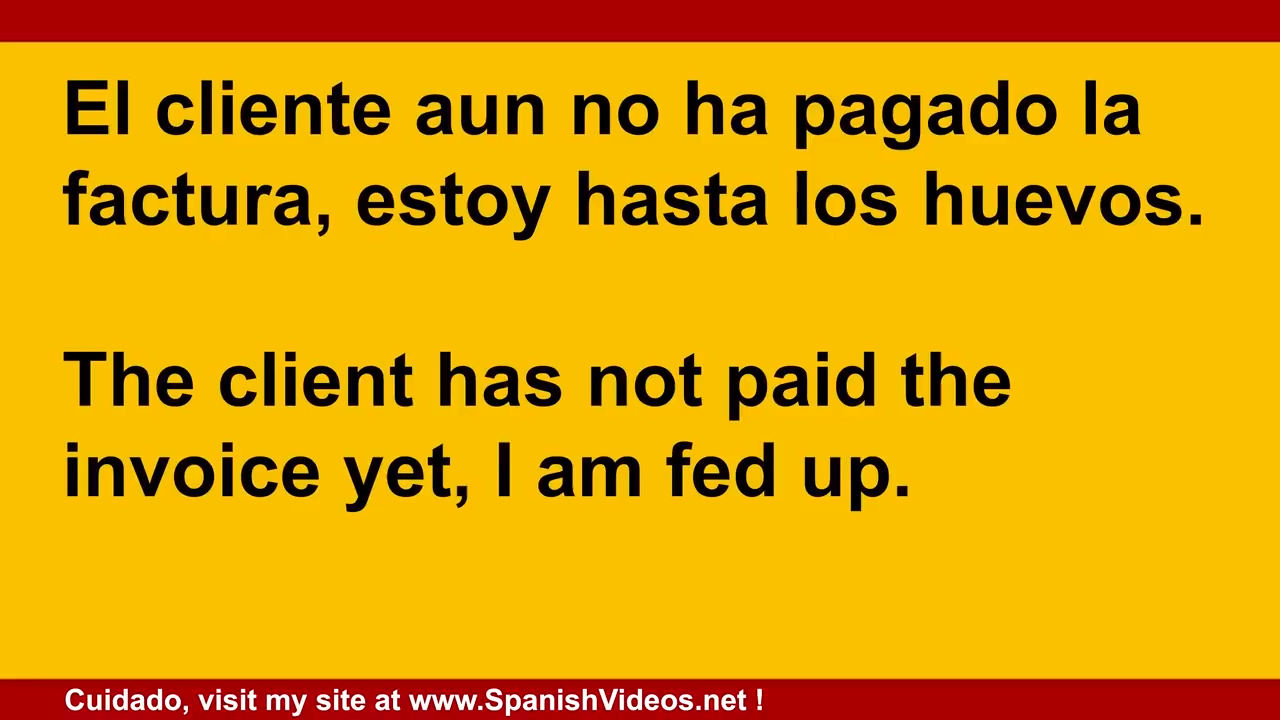 El cliente aun no ha pagado la
factura, estoy hasta los huevos.
The client has not paid the
invoice yet, I am fed up.
Cuidado, visit my site at www.SpanishVideos.net !